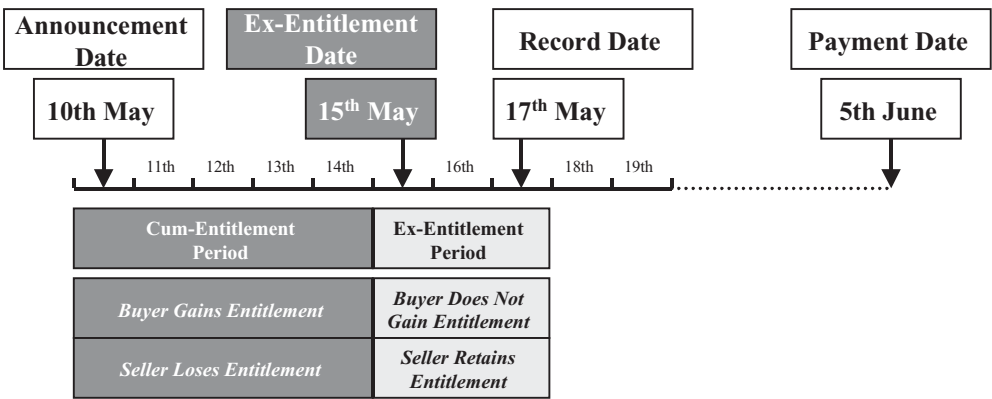 Announcement
Date
Ex-Entitlement
Date
Record Date
Payment Date
10th May
15th May
17th May
5th June
11th
12th
13th
14th
16th
18th
19th
Cum-Entitlement
Period
Ex-Entitlement
Period
Buyer Gains Entitlement
Buyer Does Not
Gain Entitlement
Seller Loses Entitlement
Seller Retains
Entitlement